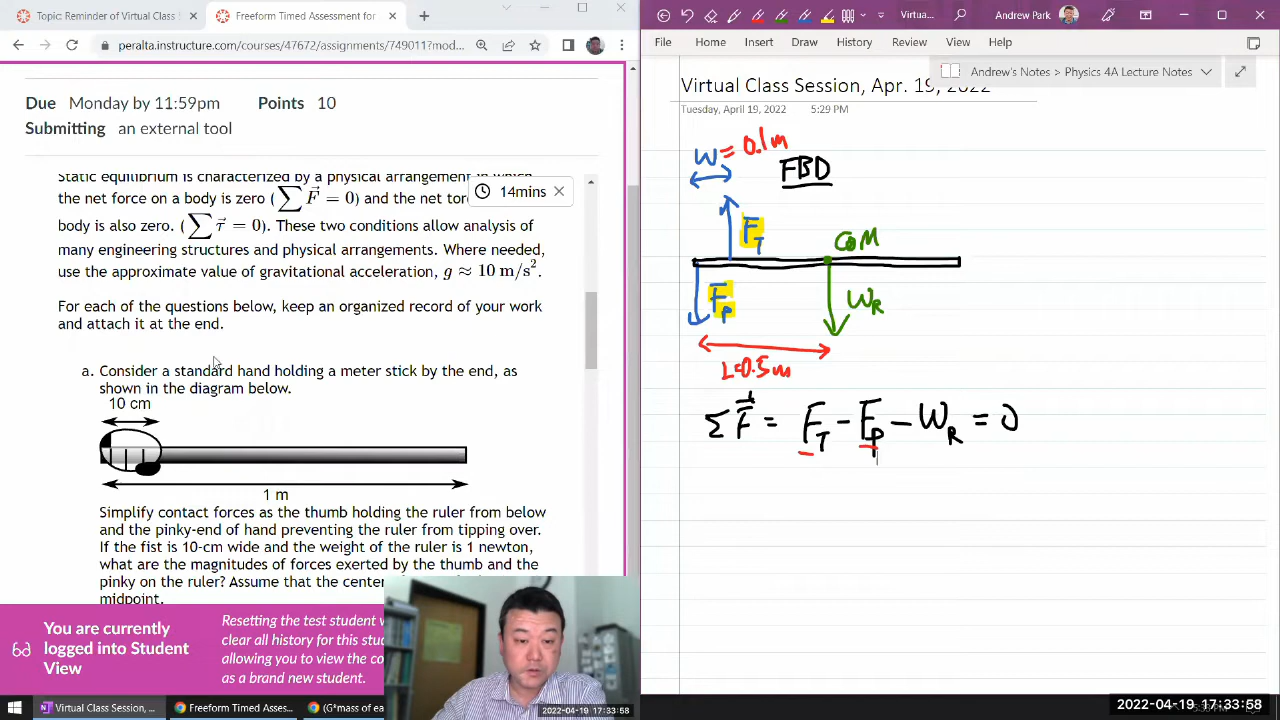 Topic: Reminder of Virtual Class S
Freeform Timed Assessment for
peralta.instructure.com/courses/47672/assignments/749011?mod...
Due Monday by 11:59pm Points 10
Submitting an external tool
Static equilibrium is characterized by a physical arrangement in which
the net force on a body is zero (∑ F⃗ = 0) and the net tor
14mins
body is also zero. (∑ τ⃗ = 0). These two conditions allow analysis of
many engineering structures and physical arrangements. Where needed,
use the approximate value of gravitational acceleration, g ≈ 10 m/s².
For each of the questions below, keep an organized record of your work
and attach it at the end.
a. Consider a standard hand holding a meter stick by the end, as
shown in the diagram below.
10 cm
1 m
Simplify contact forces as the thumb holding the ruler from below
and the pinky-end of hand preventing the ruler from tipping over.
If the fist is 10-cm wide and the weight of the ruler is 1 newton,
what are the magnitudes of forces exerted by the thumb and the
pinky on the ruler? Assume that the center
midpoint.
You are currently
logged into Student
View
Resetting the test student w
clear all history for this stud
allowing you to view the co
as a brand new student.
Virtual Class Session, ...
Freeform Timed Asses...
(G*mass of ea
2022-04-19 17:33:58
Virtua...
Andrew Park
File Home Insert Draw History Review View Help
Andrew's Notes > Physics 4A Lecture Notes
Virtual Class Session, Apr. 19, 2022
Tuesday, April 19, 2022 5:29 PM
W = 0.1m
FBD
F_T
COM
F_P
W_R
L=0.5m
∑ F⃗ = F_T - F_P - W_R = 0
2022-04-19 17:33:58